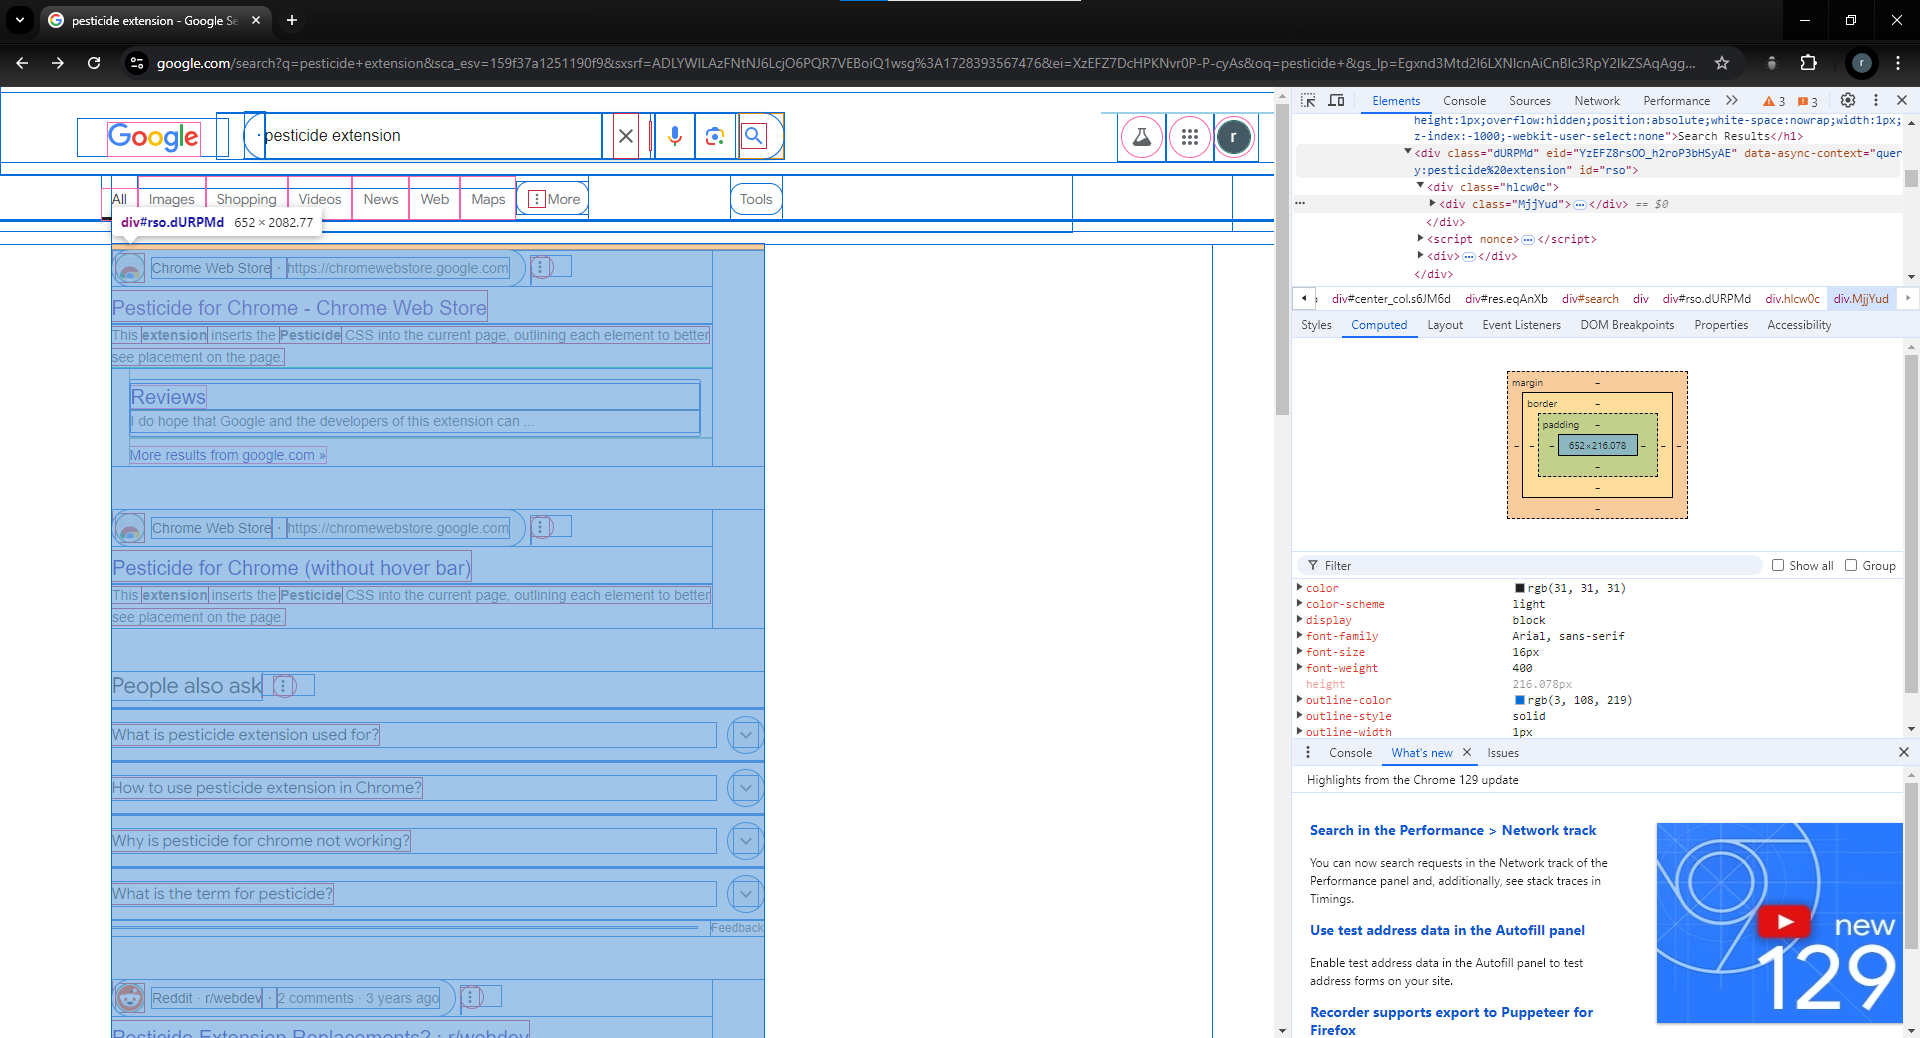 pesticide extension - Google Se
google.com/search?q=pesticide+extension&sca_esv=159f37a1251190f9&sxsrf=ADLYWILAzFNtNJ6LcjO6PQR7VEBoiQ1wsg%3A1728393567476&ei=XzEFZ7DcHPKNvr0P-P-cyAs&oq=pesticide+&gs_lp=Egxnd3Mtd2l6LXNlcnAiCnBlc3RpY2lkZSAqAgg...
r
Google
pesticide extension
r
All Images Shopping Videos News Web Maps More Tools
div#rso.dURPMd 652 × 2082.77
Chrome Web Store · https://chromewebstore.google.com
Pesticide for Chrome - Chrome Web Store
This extension inserts the Pesticide CSS into the current page, outlining each element to better
see placement on the page.
Reviews
I do hope that Google and the developers of this extension can ...
More results from google.com »
Chrome Web Store · https://chromewebstore.google.com
Pesticide for Chrome (without hover bar)
This extension inserts the Pesticide CSS into the current page, outlining each element to better
see placement on the page.
People also ask
What is pesticide extension used for?
How to use pesticide extension in Chrome?
Why is pesticide for chrome not working?
What is the term for pesticide?
Feedback
Reddit · r/webdev · 2 comments · 3 years ago
Pesticide Extension Replacements? : r/webdev
Elements Console Sources Network Performance 3 3
height:1px;overflow:hidden;position:absolute;white-space:nowrap;width:1px;
z-index:-1000;-webkit-user-select:none">Search Results</h1>
<div class="dURPMd" eid="YzEFZ8rsOO_h2roP3bHSyAE" data-async-context="quer
y:pesticide%20extension" id="rso">
<div class="hlcw0c">
<div class="MjjYud">…</div> == $0
</div>
<script nonce>…</script>
<div>…</div>
</div>
div#center_col.s6JM6d div#res.eqAnXb div#search div div#rso.dURPMd div.hlcw0c div.MjjYud
Styles Computed Layout Event Listeners DOM Breakpoints Properties Accessibility
margin –
border –
padding –
– – – 652×216.078 – – –
–
–
–
Filter Show all Group
color rgb(31, 31, 31)
color-scheme light
display block
font-family Arial, sans-serif
font-size 16px
font-weight 400
height 216.078px
outline-color rgb(3, 108, 219)
outline-style solid
outline-width 1px
Console What's new Issues
Highlights from the Chrome 129 update
Search in the Performance > Network track
You can now search requests in the Network track of the
Performance panel and, additionally, see stack traces in
Timings.
Use test address data in the Autofill panel
Enable test address data in the Autofill panel to test
address forms on your site.
Recorder supports export to Puppeteer for
Firefox
new
129